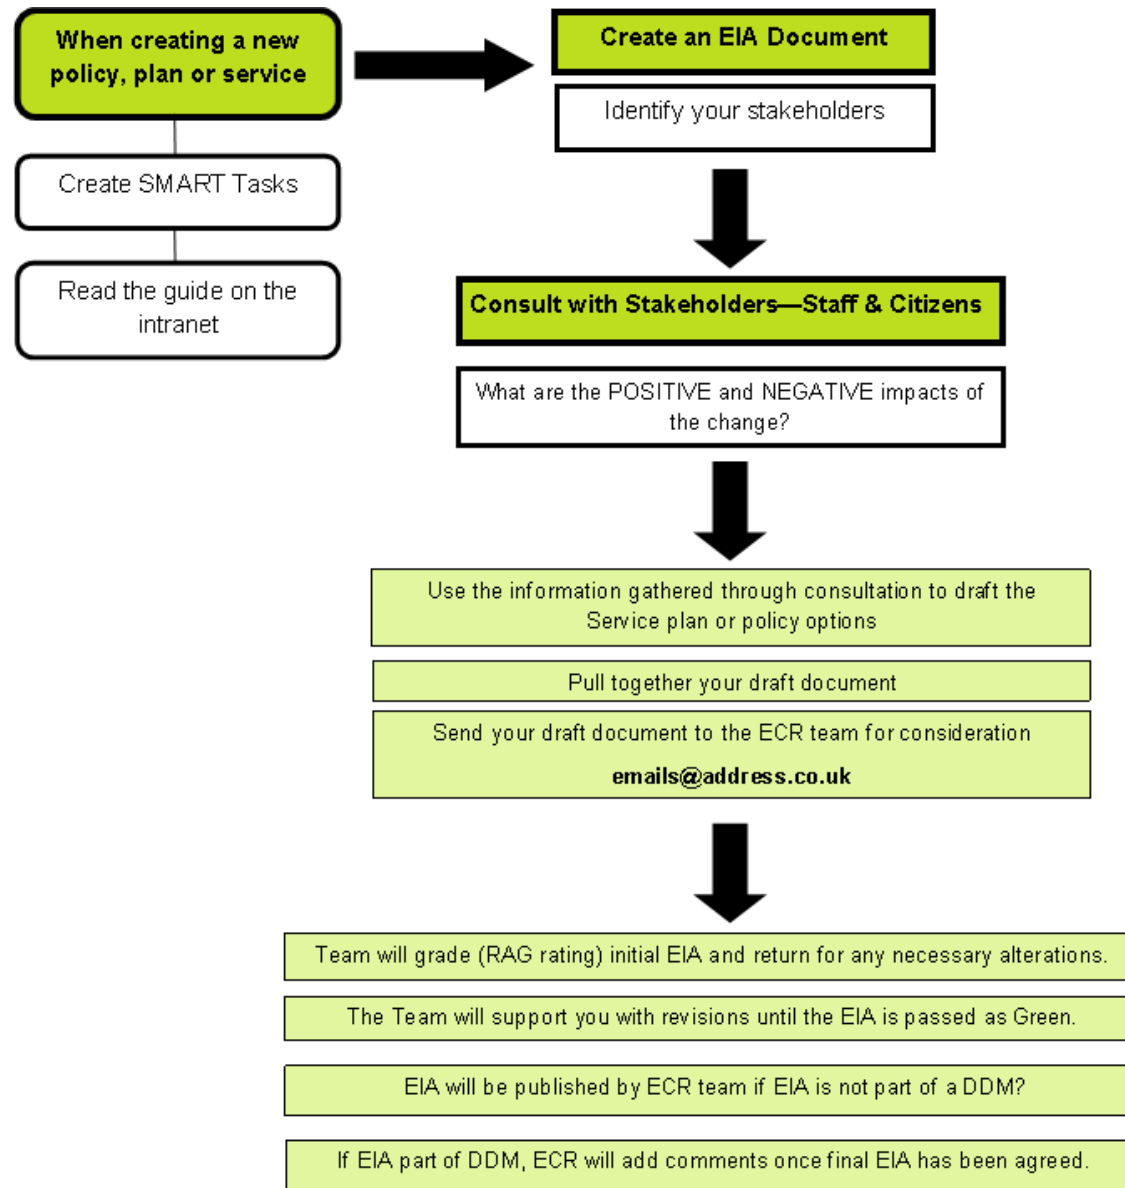 When creating a new
policy, plan or service
Create SMART Tasks
Read the guide on the
intranet
Create an EIA Document
Identify your stakeholders
Consult with Stakeholders—Staff & Citizens
What are the POSITIVE and NEGATIVE impacts of
the change?
Use the information gathered through consultation to draft the
Service plan or policy options
Pull together your draft document
Send your draft document to the ECR team for consideration
emails@address.co.uk
Team will grade (RAG rating) initial EIA and return for any necessary alterations.
The Team will support you with revisions until the EIA is passed as Green.
EIA will be published by ECR team if EIA is not part of a DDM?
If EIA part of DDM, ECR will add comments once final EIA has been agreed.